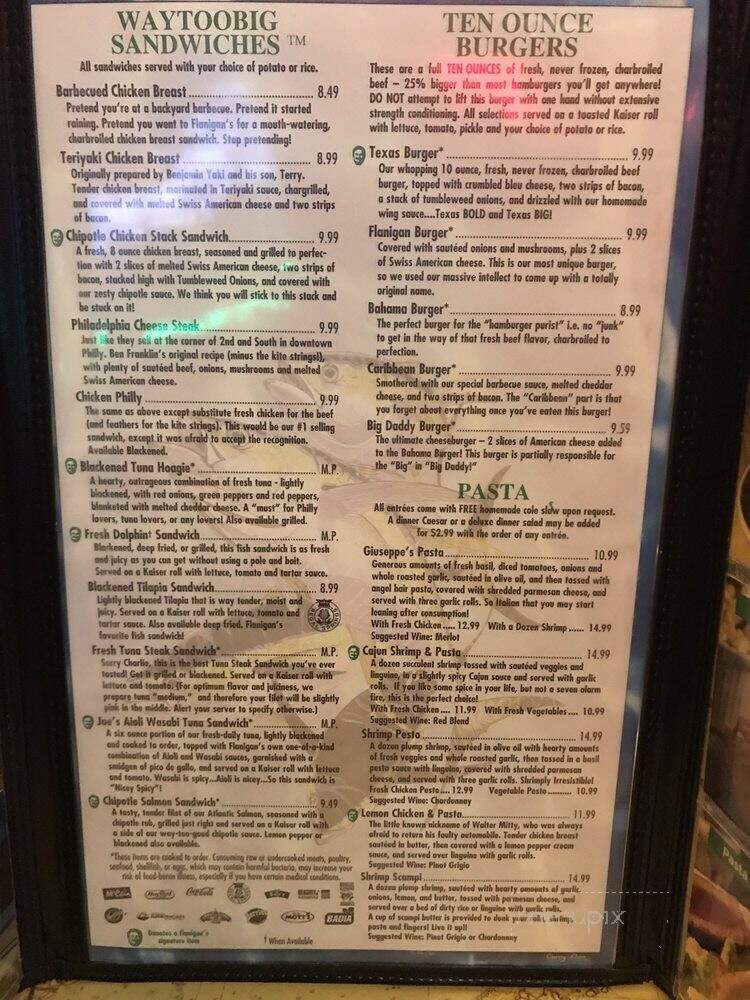 WAYTOOBIG
SANDWICHES ™
All sandwiches served with your choice of potato or rice.
Barbecued Chicken Breast 8.49
Pretend you're at a backyard barbecue. Pretend it started
raining. Pretend you went to Flanigan's for a mouth-watering,
charbroiled chicken breast sandwich. Stop pretending!
Teriyaki Chicken Breast 8.99
Originally prepared by Benjamin Yaki and his son, Terry.
Tender chicken breast, marinated in Teriyaki sauce, chargrilled,
and covered with melted Swiss American cheese and two strips
of bacon.
Chipotle Chicken Stack Sandwich 9.99
A fresh, 8 ounce chicken breast, seasoned and grilled to perfec-
tion with 2 slices of melted Swiss American cheese, two strips of
bacon, stacked high with Tumbleweed Onions, and covered with
our zesty chipotle sauce. We think you will stick to this stack and
be stuck on it!
Philadelphia Cheese Steak 9.99
Just like they sell at the corner of 2nd and South in downtown
Philly. Ben Franklin's original recipe (minus the kite strings!),
with plenty of sautéed beef, onions, mushrooms and melted
Swiss American cheese.
Chicken Philly 9.99
The same as above except substitute fresh chicken for the beef
(and feathers for the kite strings). This would be our #1 selling
sandwich, except it was afraid to accept the recognition.
Available Blackened.
Blackened Tuna Hoagie* M.P.
A hearty, outrageous combination of fresh tuna - lightly
blackened, with red onions, green peppers and red peppers,
blanketed with melted cheddar cheese. A "must" for Philly
lovers, tuna lovers, or any lovers! Also available grilled.
Fresh Dolphin† Sandwich M.P.
Blackened, deep fried, or grilled, this fish sandwich is as fresh
and juicy as you can get without using a pole and bait.
Served on a Kaiser roll with lettuce, tomato and tartar sauce.
Blackened Tilapia Sandwich 8.99
Lightly blackened Tilapia that is way tender, moist and
juicy. Served on a Kaiser roll with lettuce, tomato and
tartar sauce. Also available deep fried. Flanigan's
favorite fish sandwich!
Fresh Tuna Steak Sandwich* M.P.
Sorry Charlie, this is the best Tuna Steak Sandwich you've ever
tasted! Get it grilled or blackened. Served on a Kaiser roll with
lettuce and tomato. (For optimum flavor and juiciness, we
prepare tuna "medium," and therefore your filet will be slightly
pink in the middle. Alert your server to specify otherwise.)
Joe's Aioli Wasabi Tuna Sandwich* M.P.
A six ounce portion of our fresh-daily tuna, lightly blackened
and cooked to order, topped with Flanigan's own one-of-a-kind
combination of Aioli and Wasabi sauces, garnished with a
smidgen of pico de gallo, and served on a Kaiser roll with lettuce
and tomato. Wasabi is spicy...Aioli is nicey...So this sandwich is
"Nicey Spicy"!
Chipotle Salmon Sandwich* 9.49
A tasty, tender filet of our Atlantic Salmon, seasoned with a
chipotle rub, grilled just right and served on a Kaiser roll with
a side of our way-too-good chipotle sauce. Lemon pepper or
blackened also available.
*These items are cooked to order. Consuming raw or undercooked meats, poultry,
seafood, shellfish, or eggs, which may contain harmful bacteria, may increase your
risk of food-borne illness, especially if you have certain medical conditions.
Coca-Cola
MOTT'S BADIA
Denotes a Flanigan's
signature item
† When Available
TEN OUNCE
BURGERS
These are a full TEN OUNCES of fresh, never frozen, charbroiled
beef – 25% bigger than most hamburgers you'll get anywhere!
DO NOT attempt to lift this burger with one hand without extensive
strength conditioning. All selections served on a toasted Kaiser roll
with lettuce, tomato, pickle and your choice of potato or rice.
Texas Burger* 9.99
Our whopping 10 ounce, fresh, never frozen, charbroiled beef
burger, topped with crumbled bleu cheese, two strips of bacon,
a stack of tumbleweed onions, and drizzled with our homemade
wing sauce....Texas BOLD and Texas BIG!
Flanigan Burger* 9.99
Covered with sautéed onions and mushrooms, plus 2 slices
of Swiss American cheese. This is our most unique burger,
so we used our massive intellect to come up with a totally
original name.
Bahama Burger* 8.99
The perfect burger for the "hamburger purist" i.e. no "junk"
to get in the way of that fresh beef flavor, charbroiled to
perfection.
Caribbean Burger* 9.99
Smothered with our special barbecue sauce, melted cheddar
cheese, and two strips of bacon. The "Caribbean" part is that
you forget about everything once you've eaten this burger!
Big Daddy Burger* 9.59
The ultimate cheeseburger – 2 slices of American cheese added
to the Bahama Burger! This burger is partially responsible for
the "Big" in "Big Daddy!"
PASTA
All entrées come with FREE homemade cole slaw upon request.
A dinner Caesar or a deluxe dinner salad may be added
for $2.99 with the order of any entrée.
Giuseppe's Pasta 10.99
Generous amounts of fresh basil, diced tomatoes, onions and
whole roasted garlic, sautéed in olive oil, and then tossed with
angel hair pasta, covered with shredded parmesan cheese, and
served with three garlic rolls. So Italian that you may start
leaning after consumption!
With Fresh Chicken..... 12.99 With a Dozen Shrimp ...... 14.99
Suggested Wine: Merlot
Cajun Shrimp & Pasta 14.99
A dozen succulent shrimp tossed with sautéed veggies and
linguine, in a slightly spicy Cajun sauce and served with garlic
rolls. If you like some spice in your life, but not a seven alarm
fire, this is the perfect choice!
With Fresh Chicken.... 11.99 With Fresh Vegetables.... 10.99
Suggested Wine: Red Blend
Shrimp Pesto 14.99
A dozen plump shrimp, sautéed in olive oil with hearty amounts
of fresh veggies and whole roasted garlic, then tossed in a basil
pesto sauce with linguine, covered with shredded parmesan
cheese, and served with three garlic rolls. Shrimply Irresistible!
Fresh Chicken Pesto.... 12.99 Vegetable Pesto......... 10.99
Suggested Wine: Chardonnay
Lemon Chicken & Pasta 11.99
The little known nickname of Walter Mitty, who was always
afraid to return his faulty automobile. Tender chicken breast
sautéed in butter, then covered with a lemon pepper cream
sauce, and served over linguine with garlic rolls.
Suggested Wine: Pinot Grigio
Shrimp Scampi 14.99
A dozen plump shrimp, sautéed with hearty amounts of garlic,
onions, lemon, and butter, tossed with parmesan cheese, and
served over a bed of dirty rice or linguine with garlic rolls.
A cup of scampi butter is provided to dunk your rolls, shrimp,
pasta and fingers! Live it up!!
Suggested Wine: Pinot Grigio or Chardonnay